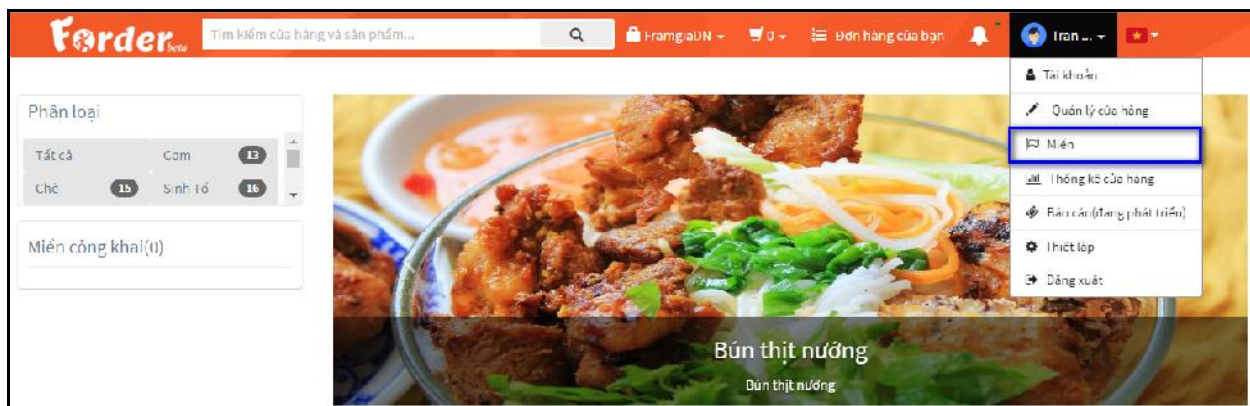 Forder beta
Tìm kiếm cửa hàng và sản phẩm...
FramgiaDN
0
Đơn hàng của bạn
Tran ...
Tài khoản
Quản lý cửa hàng
Miền
Thống kê cửa hàng
Báo cáo(đang phát triển)
Thiết lập
Đăng xuất
Phân loại
Tất cả
Cơm 13
Chè 15
Sinh Tố 16
Miền công khai(0)
Bún thịt nướng
Bún thịt nướng